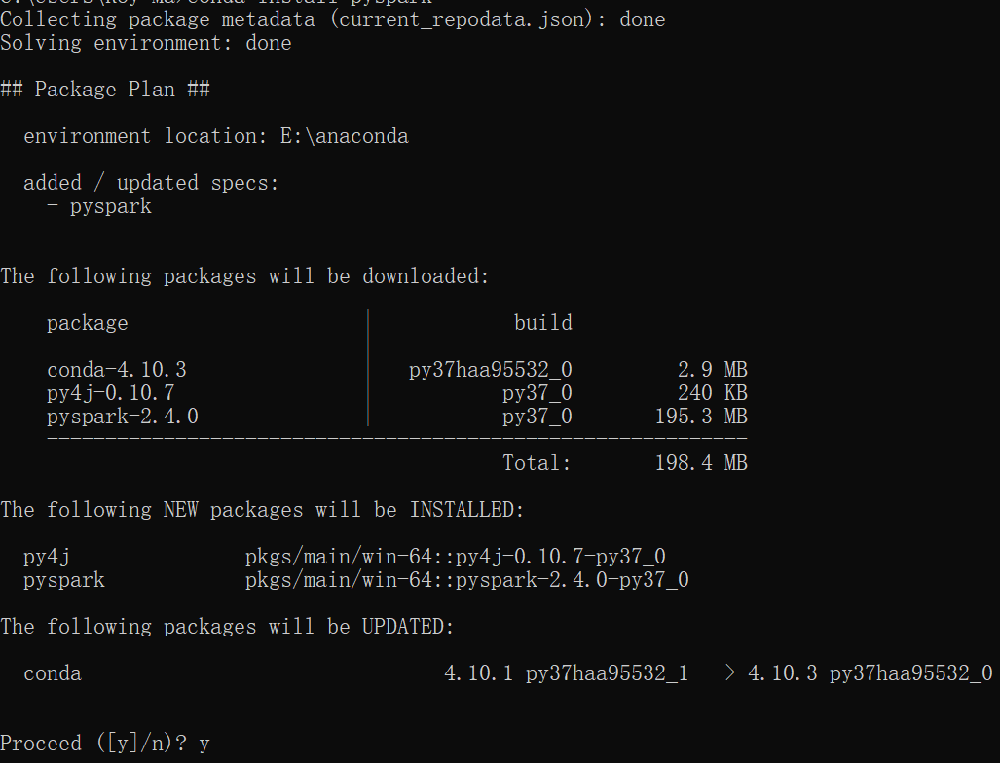 Collecting package metadata (current_repodata.json): done
Solving environment: done
## Package Plan ##
environment location: E:\anaconda
added / updated specs:
- pyspark
The following packages will be downloaded:
package | build
---------------------------|-----------------
conda-4.10.3 | py37haa95532_0 2.9 MB
py4j-0.10.7 | py37_0 240 KB
pyspark-2.4.0 | py37_0 195.3 MB
------------------------------------------------------------
Total: 198.4 MB
The following NEW packages will be INSTALLED:
py4j pkgs/main/win-64::py4j-0.10.7-py37_0
pyspark pkgs/main/win-64::pyspark-2.4.0-py37_0
The following packages will be UPDATED:
conda 4.10.1-py37haa95532_1 --> 4.10.3-py37haa95532_0
Proceed ([y]/n)? y